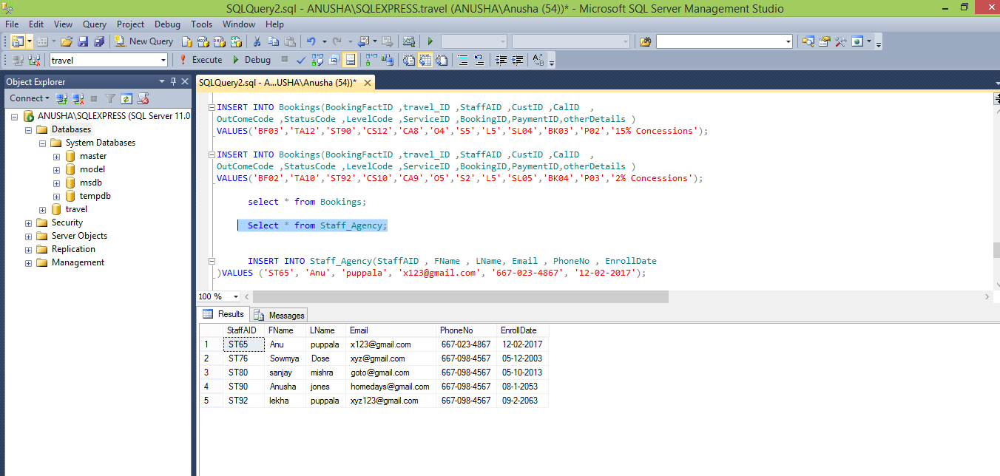 SQLQuery2.sql - ANUSHA\SQLEXPRESS.travel (ANUSHA\Anusha (54))* - Microsoft SQL Server Management Studio
File Edit View Query Project Debug Tools Window Help
New Query
travel Execute Debug
Object Explorer
Connect
ANUSHA\SQLEXPRESS (SQL Server 11.0
Databases
System Databases
master
model
msdb
tempdb
travel
Security
Server Objects
Replication
Management
SQLQuery2.sql - A...USHA\Anusha (54))*
INSERT INTO Bookings(BookingFactID ,travel_ID ,StaffAID ,CustID ,CalID ,
OutComeCode ,StatusCode ,LevelCode ,ServiceID ,BookingID,PaymentID,otherDetails )
VALUES('BF03','TA12','ST90','CS12','CA8','O4','S5','L5','SL04','BK03','P02','15% Concessions');
INSERT INTO Bookings(BookingFactID ,travel_ID ,StaffAID ,CustID ,CalID ,
OutComeCode ,StatusCode ,LevelCode ,ServiceID ,BookingID,PaymentID,otherDetails )
VALUES('BF02','TA10','ST92','CS10','CA9','O5','S2','L5','SL05','BK04','P03','2% Concessions');
select * from Bookings;
Select * from Staff_Agency;
INSERT INTO Staff_Agency(StaffAID , FName , LName, Email , PhoneNo , EnrollDate
)VALUES ('ST65', 'Anu', 'puppala', 'x123@gmail.com', '667-023-4867', '12-02-2017');
100 %
Results Messages
StaffAID FName LName Email PhoneNo EnrollDate
1 ST65 Anu puppala x123@gmail.com 667-023-4867 12-02-2017
2 ST76 Sowmya Dose xyz@gmail.com 667-098-4567 05-12-2003
3 ST80 sanjay mishra goto@gmail.com 667-098-4567 05-10-2013
4 ST90 Anusha jones homedays@gmail.com 667-098-4567 08-1-2053
5 ST92 lekha puppala xyz123@gmail.com 667-098-4567 09-2-2063